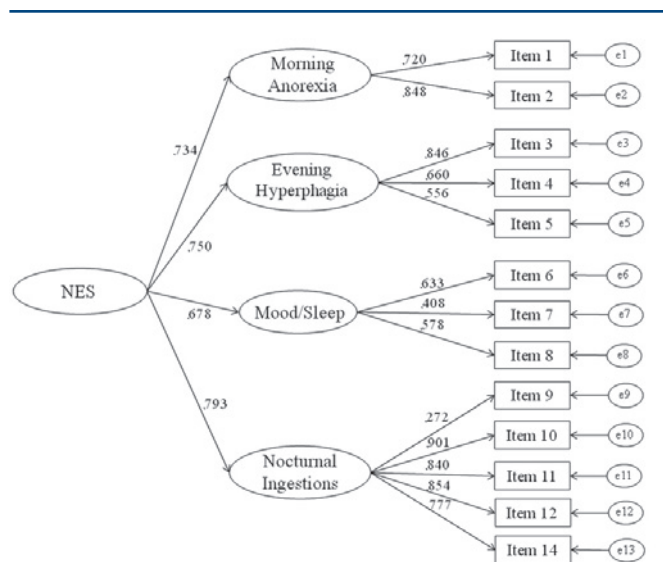 Morning
Anorexia
.720
.848
Item 1
e1
Item 2
e2
.734
Evening
Hyperphagia
.846
.660
.556
Item 3
e3
Item 4
e4
Item 5
e5
.750
NES
.678
Mood/Sleep
.633
.408
.578
Item 6
e6
Item 7
e7
Item 8
e8
.793
Nocturnal
Ingestions
.272
.901
.840
.854
.777
Item 9
e9
Item 10
e10
Item 11
e11
Item 12
e12
Item 14
e13